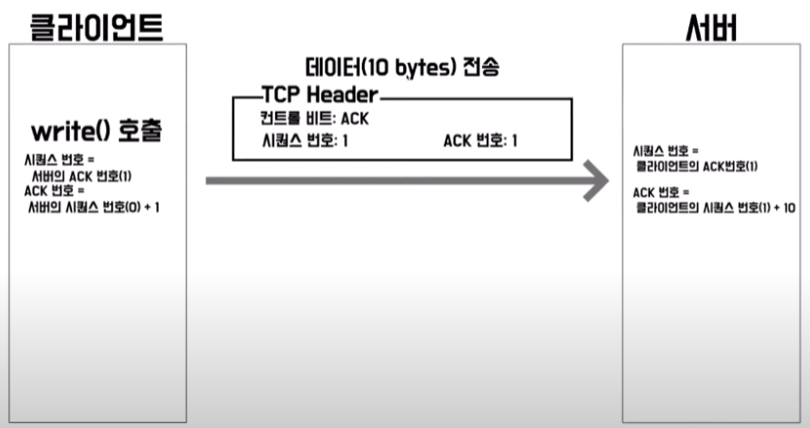 클라이언트
서버
데이터(10 bytes) 전송
TCP Header
컨트롤 비트: ACK
시퀀스 번호: 1 ACK 번호: 1
write() 호출
시퀀스 번호 =
서버의 ACK 번호(1)
ACK 번호 =
서버의 시퀀스 번호(0) + 1
시퀀스 번호 =
클라이언트의 ACK번호(1)
ACK 번호 =
클라이언트의 시퀀스 번호(1) + 10